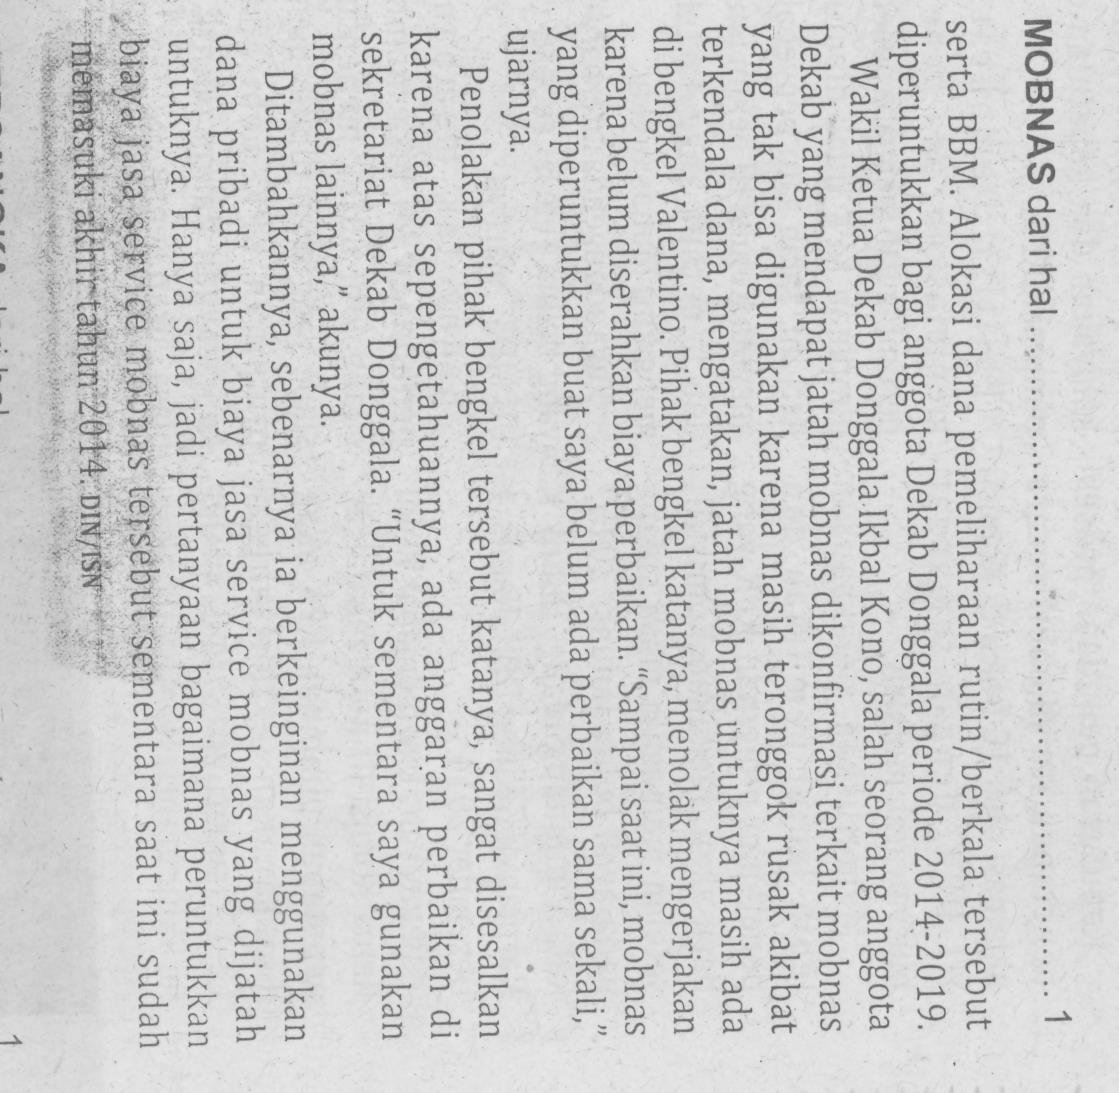 MOBNAS dari hal ........................................................ 1
serta BBM. Alokasi dana pemeliharaan rutin/berkala tersebut
diperuntukkan bagi anggota Dekab Donggala periode 2014-2019.
Wakil Ketua Dekab Donggala Ikbal Kono, salah seorang anggota
Dekab yang mendapat jatah mobnas dikonfirmasi terkait mobnas
yang tak bisa digunakan karena masih teronggok rusak akibat
terkendala dana, mengatakan, jatah mobnas untuknya masih ada
di bengkel Valentino. Pihak bengkel katanya, menolak mengerjakan
karena belum diserahkan biaya perbaikan. “Sampai saat ini, mobnas
yang diperuntukkan buat saya belum ada perbaikan sama sekali,”
ujarnya.
Penolakan pihak bengkel tersebut katanya, sangat disesalkan
karena atas sepengetahuannya, ada anggaran perbaikan di
sekretariat Dekab Donggala. “Untuk sementara saya gunakan
mobnas lainnya,” akunya.
Ditambahkannya, sebenarnya ia berkeinginan menggunakan
dana pribadi untuk biaya jasa service mobnas yang dijatah
untuknya. Hanya saja, jadi pertanyaan bagaimana peruntukkan
biaya jasa service mobnas tersebut sementara saat ini sudah
memasuki akhir tahun 2014. DIN/ISN
1